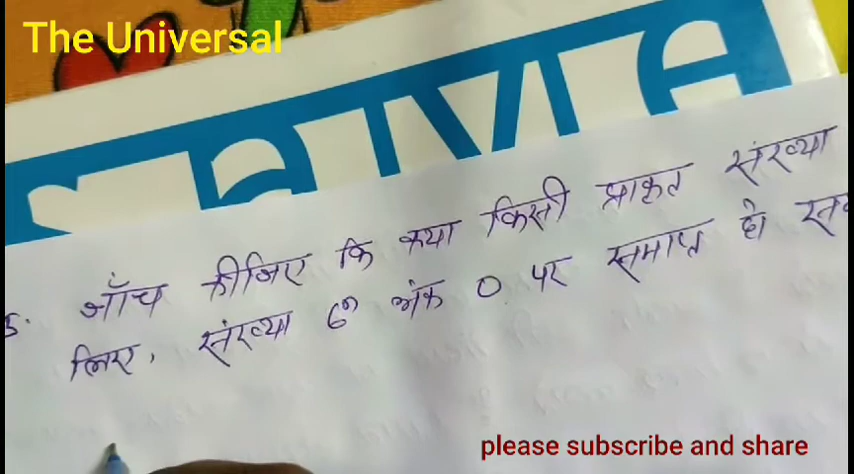 The Universal
5. जाँच कीजिए कि क्या किसी प्राकृत संख्या
लिए, संख्या 6ⁿ अंक 0 पर समाप्त हो
please subscribe and share